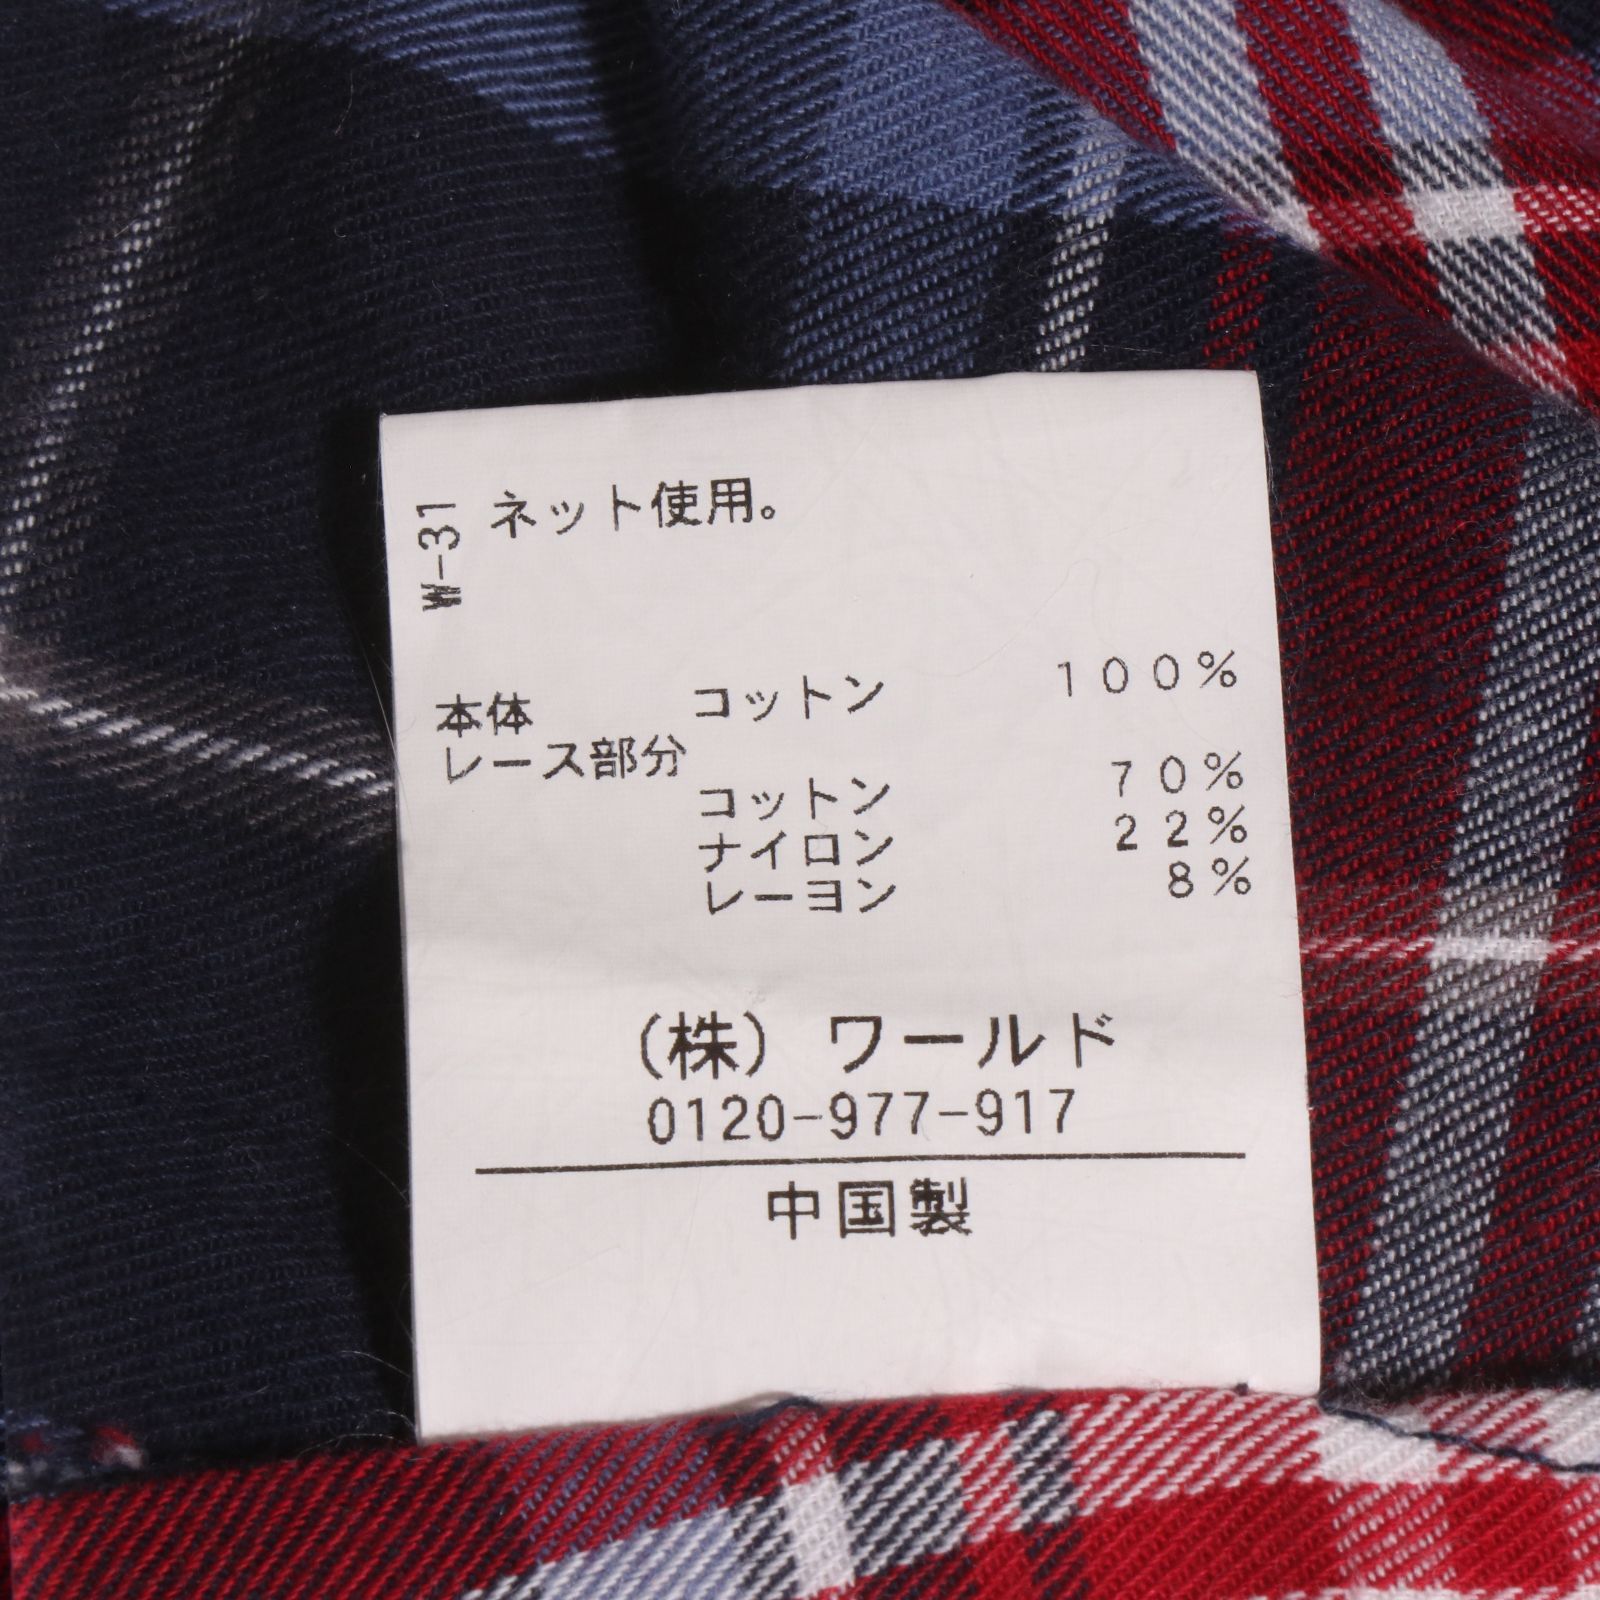 W-31
ネット使用。
本体 コットン 100%
レース部分
コットン 70%
ナイロン 22%
レーヨン 8%
(株) ワールド
0120-977-917
中国製